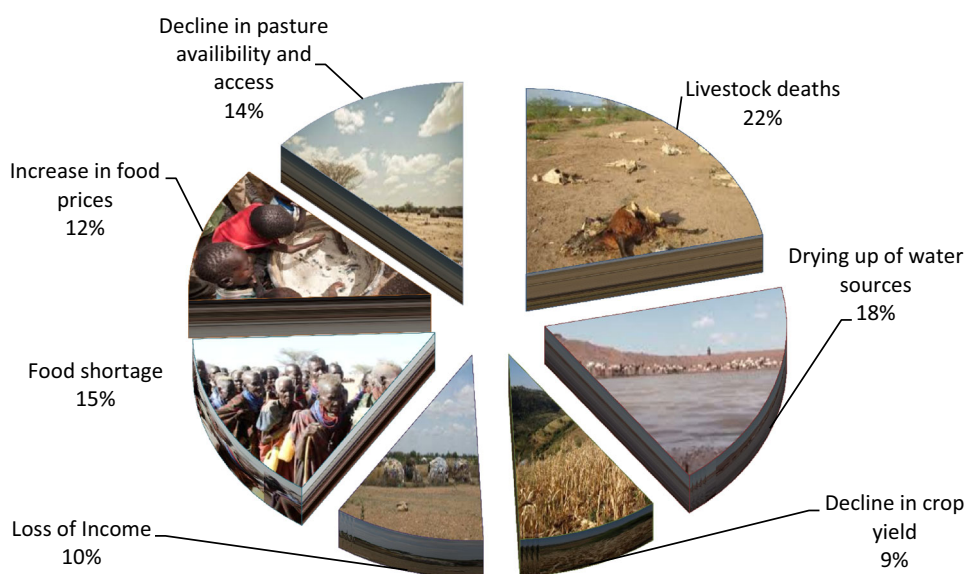 Decline in pasture
availibility and
access
14%
Livestock deaths
22%
Increase in food
prices
12%
Drying up of water
sources
18%
Food shortage
15%
Loss of Income
10%
Decline in crop
yield
9%